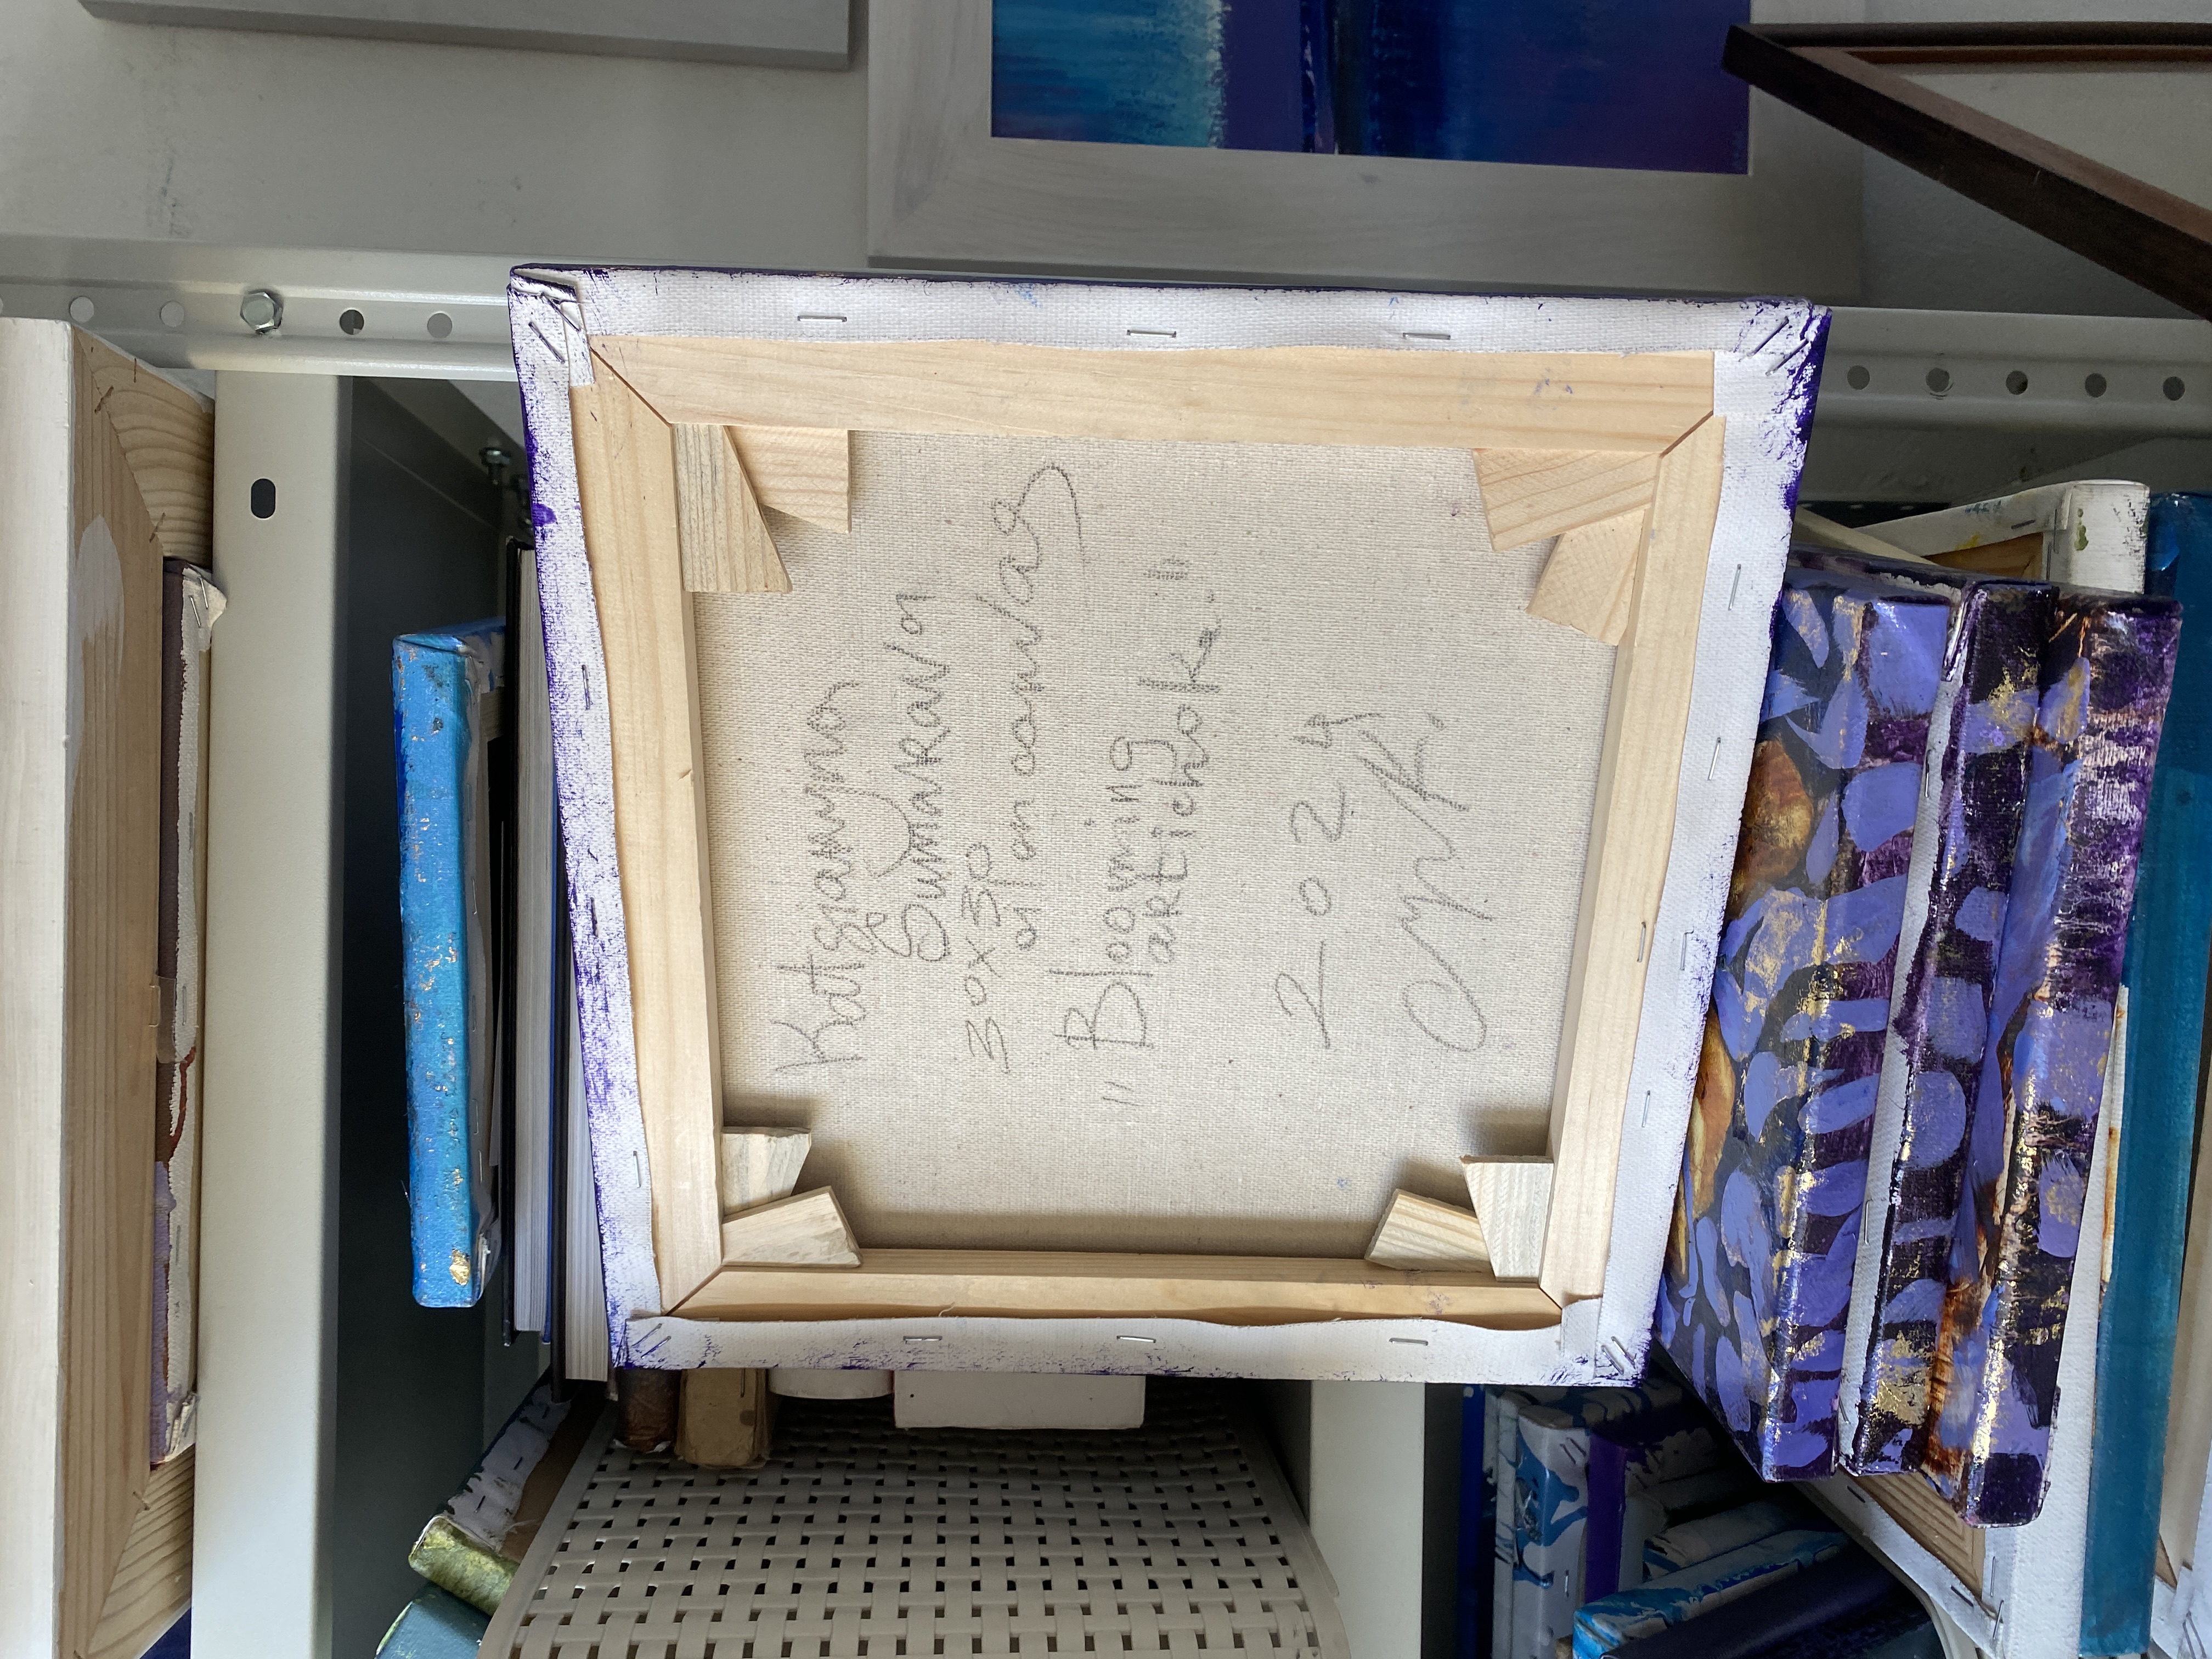 Katsiaryna
Sumarava
30x30
oil on canvas
"Blooming
artichoke."
2024